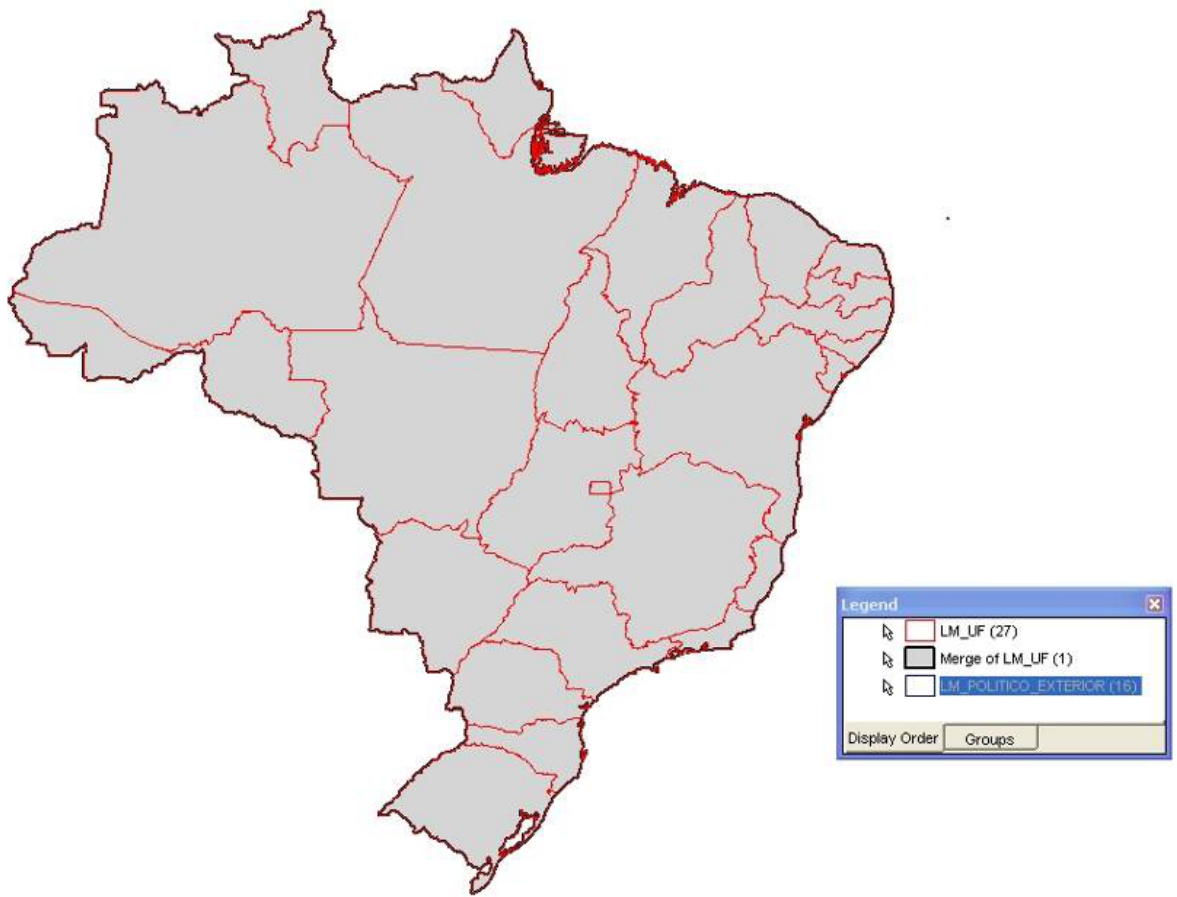 Legend
LM_UF (27)
Merge of LM_UF (1)
LM_POLITICO_EXTERIOR (16)
Display Order Groups